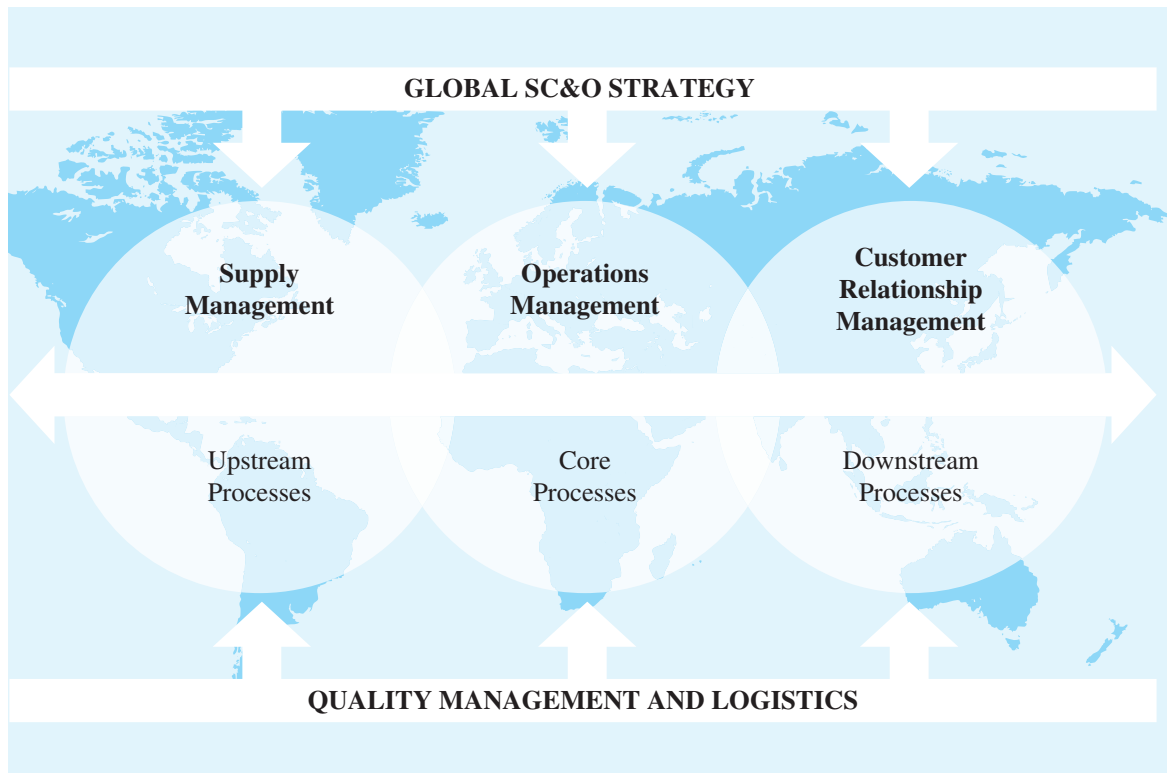 GLOBAL SC&O STRATEGY
Supply
Management
Operations
Management
Customer
Relationship
Management
Upstream
Processes
Core
Processes
Downstream
Processes
QUALITY MANAGEMENT AND LOGISTICS